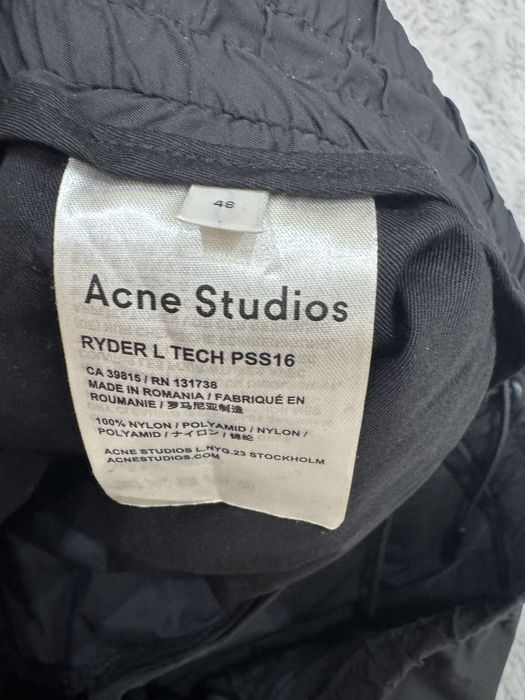 48
Acne Studios
RYDER L TECH PSS16
CA 39815 / RN 131738
MADE IN ROMANIA / FABRIQUÉ EN
ROUMANIE / 罗马尼亚制造
100% NYLON / POLYAMID / NYLON /
POLYAMID / ナイロン / 锦纶
ACNE STUDIOS L.NYG.23 STOCKHOLM
ACNESTUDIOS.COM